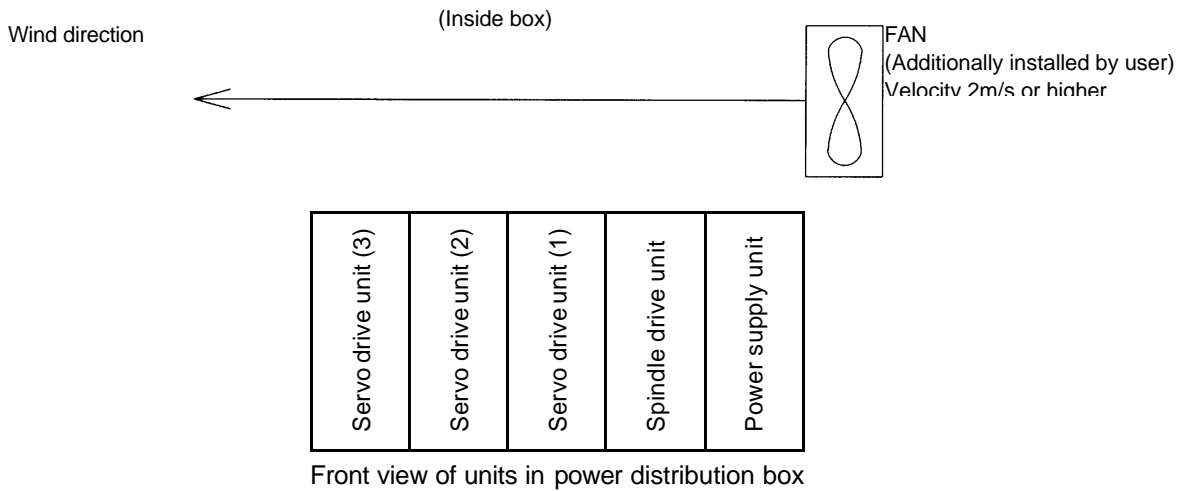 (Inside box)
Wind direction
FAN
(Additionally installed by user)
Velocity 2m/s or higher
Servo drive unit (3)
Servo drive unit (2)
Servo drive unit (1)
Spindle drive unit
Power supply unit
Front view of units in power distribution box